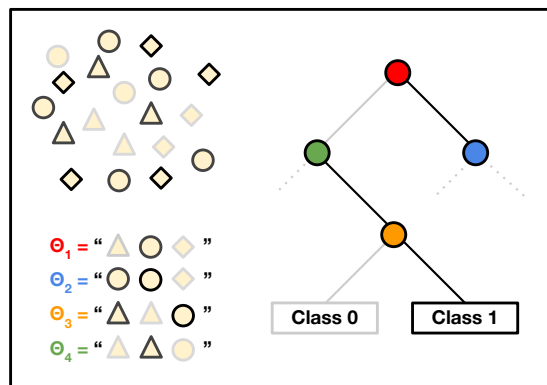 Θ1 = “ ”
Θ2 = “ ”
Θ3 = “ ”
Θ4 = “ ”
Class 0
Class 1